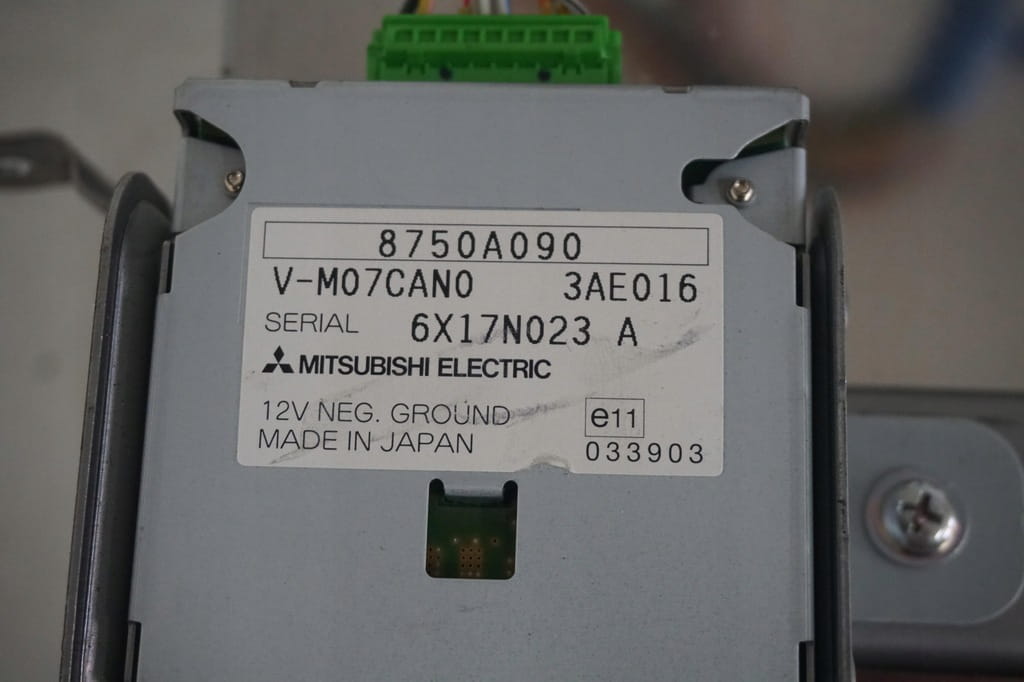 8750A090
V-M07CAN0 3AE016
SERIAL 6X17N023 A
MITSUBISHI ELECTRIC
12V NEG. GROUND e11
MADE IN JAPAN 033903